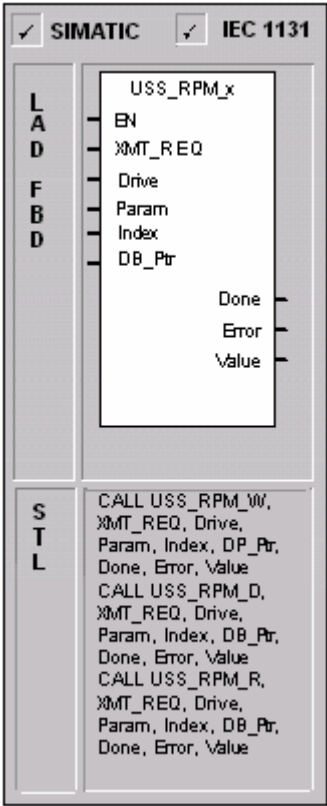 ✓ SIMATIC ✓ IEC 1131
L
A
D
F
B
D
USS_RPM_x
EN
XMT_REQ
Drive
Param
Index
DB_Ptr
Done
Error
Value
S
T
L
CALL USS_RPM_W,
XMT_REQ, Drive,
Param, Index, DP_Ptr,
Done, Error, Value
CALL USS_RPM_D,
XMT_REQ, Drive,
Param, Index, DB_Ptr,
Done, Error, Value
CALL USS_RPM_R,
XMT_REQ, Drive,
Param, Index, DB_Ptr,
Done, Error, Value